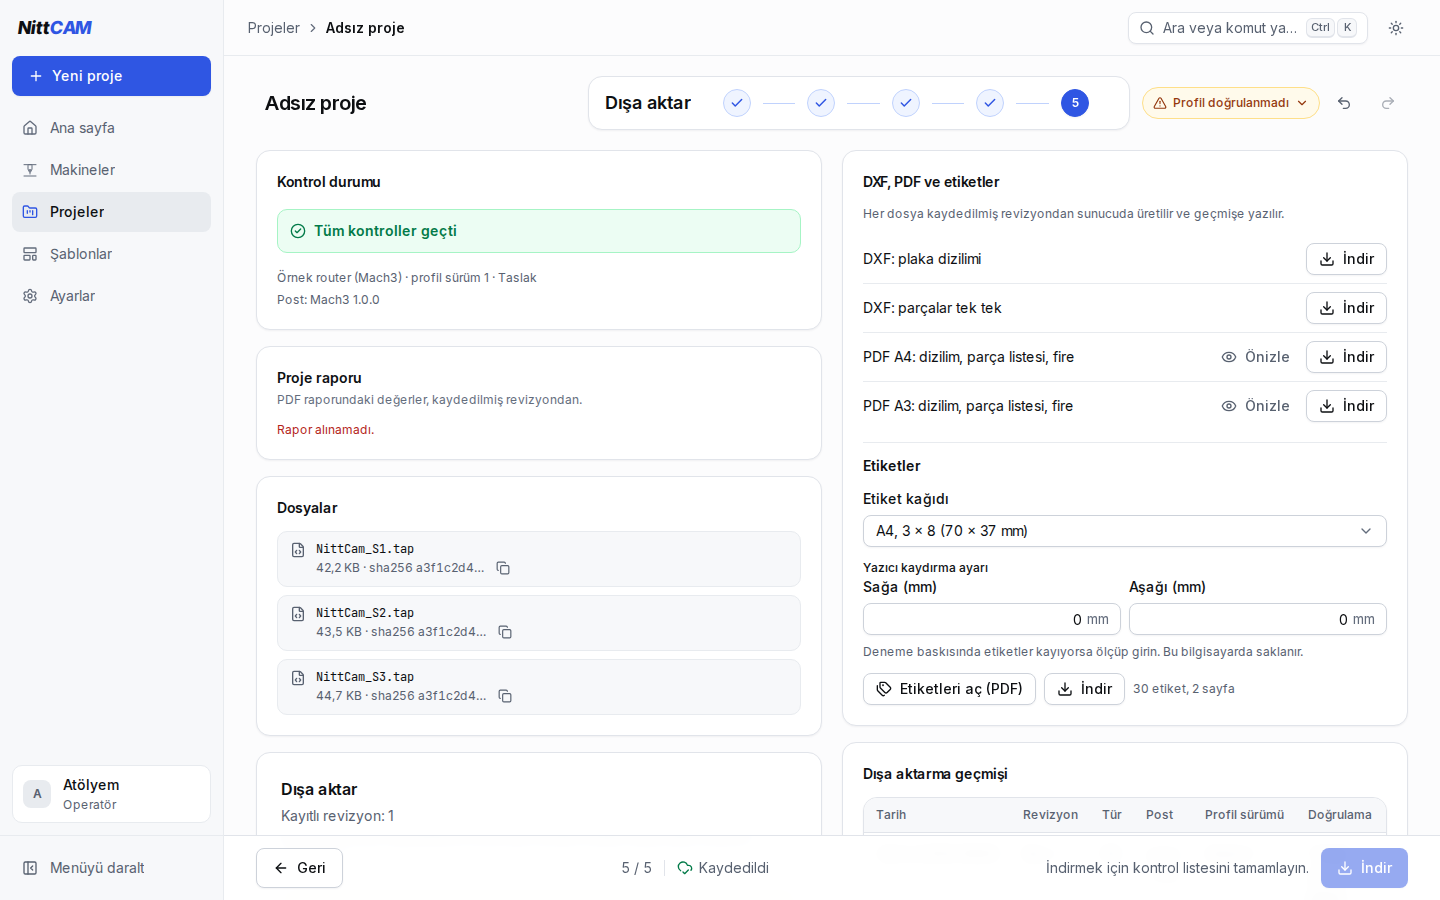 NittCAM
Yeni proje
Ana sayfa
Makineler
Projeler
Şablonlar
Ayarlar
A
Atölyem
Operatör
Menüyü daralt
Projeler > Adsız proje
Ara veya komut ya... Ctrl K
Adsız proje
Dışa aktar
5
Profil doğrulanmadı
Kontrol durumu
Tüm kontroller geçti
Örnek router (Mach3) · profil sürüm 1 · Taslak
Post: Mach3 1.0.0
Proje raporu
PDF raporundaki değerler, kaydedilmiş revizyondan.
Rapor alınamadı.
Dosyalar
NittCam_S1.tap
42,2 KB · sha256 a3f1c2d4...
NittCam_S2.tap
43,5 KB · sha256 a3f1c2d4...
NittCam_S3.tap
44,7 KB · sha256 a3f1c2d4...
Dışa aktar
Kayıtlı revizyon: 1
DXF, PDF ve etiketler
Her dosya kaydedilmiş revizyondan sunucuda üretilir ve geçmişe yazılır.
DXF: plaka dizilimi İndir
DXF: parçalar tek tek İndir
PDF A4: dizilim, parça listesi, fire Önizle İndir
PDF A3: dizilim, parça listesi, fire Önizle İndir
Etiketler
Etiket kağıdı
A4, 3 × 8 (70 × 37 mm)
Yazıcı kaydırma ayarı
Sağa (mm) Aşağı (mm)
0 mm 0 mm
Deneme baskısında etiketler kayıyorsa ölçüp girin. Bu bilgisayarda saklanır.
Etiketleri aç (PDF) İndir 30 etiket, 2 sayfa
Dışa aktarma geçmişi
Tarih Revizyon Tür Post Profil sürümü Doğrulama
Geri
5 / 5 Kaydedildi
İndirmek için kontrol listesini tamamlayın. İndir